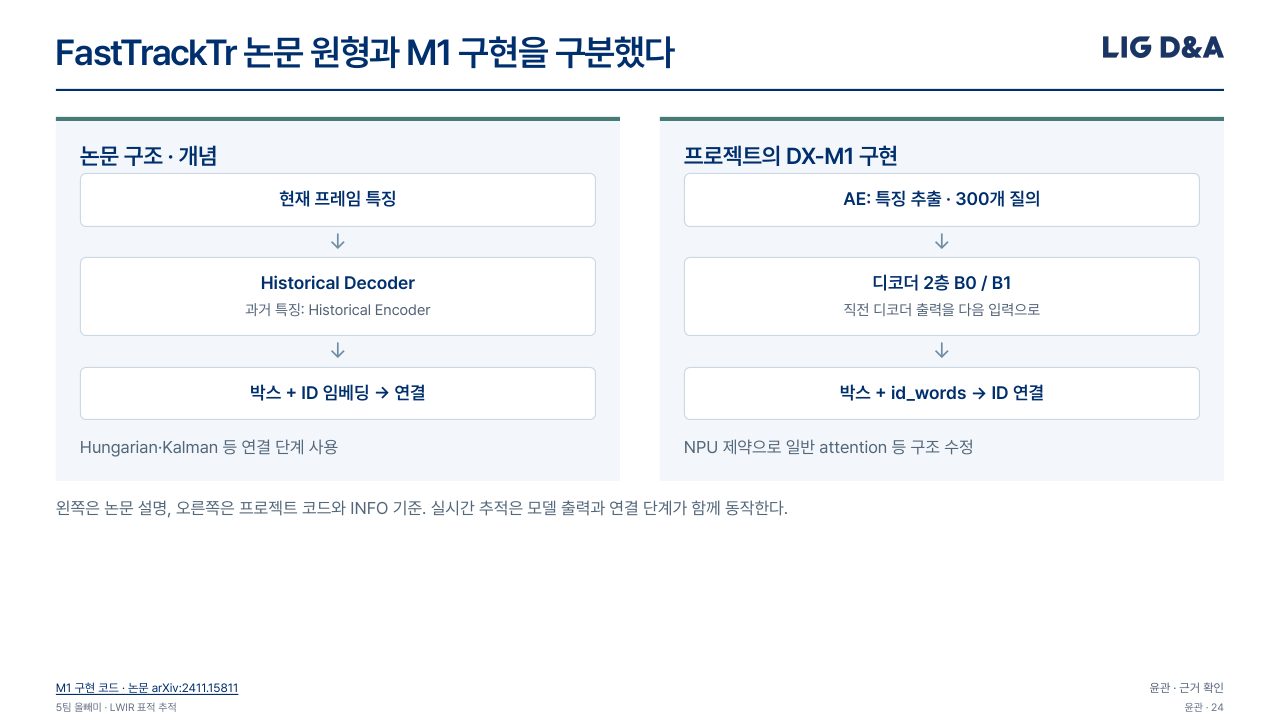 FastTrackTr 논문 원형과 M1 구현을 구분했다
LIG D&A
논문 구조 · 개념
현재 프레임 특징
↓
Historical Decoder
과거 특징: Historical Encoder
↓
박스 + ID 임베딩 → 연결
Hungarian·Kalman 등 연결 단계 사용
프로젝트의 DX-M1 구현
AE: 특징 추출 · 300개 질의
↓
디코더 2층 B0 / B1
직전 디코더 출력을 다음 입력으로
↓
박스 + id_words → ID 연결
NPU 제약으로 일반 attention 등 구조 수정
왼쪽은 논문 설명, 오른쪽은 프로젝트 코드와 INFO 기준. 실시간 추적은 모델 출력과 연결 단계가 함께 동작한다.
M1 구현 코드 · 논문 arXiv:2411.15811
5팀 올빼미 · LWIR 표적 추적
윤관 · 근거 확인
윤관 · 24